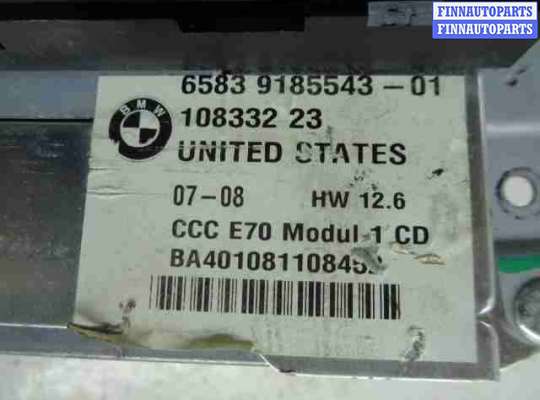 FINNAUTOPARTS
FINNAUTOPARTS
6583 9185543-01
108332 23
BMW
UNITED STATES
07-08 HW 12.6
CCC E70 Modul-1 CD